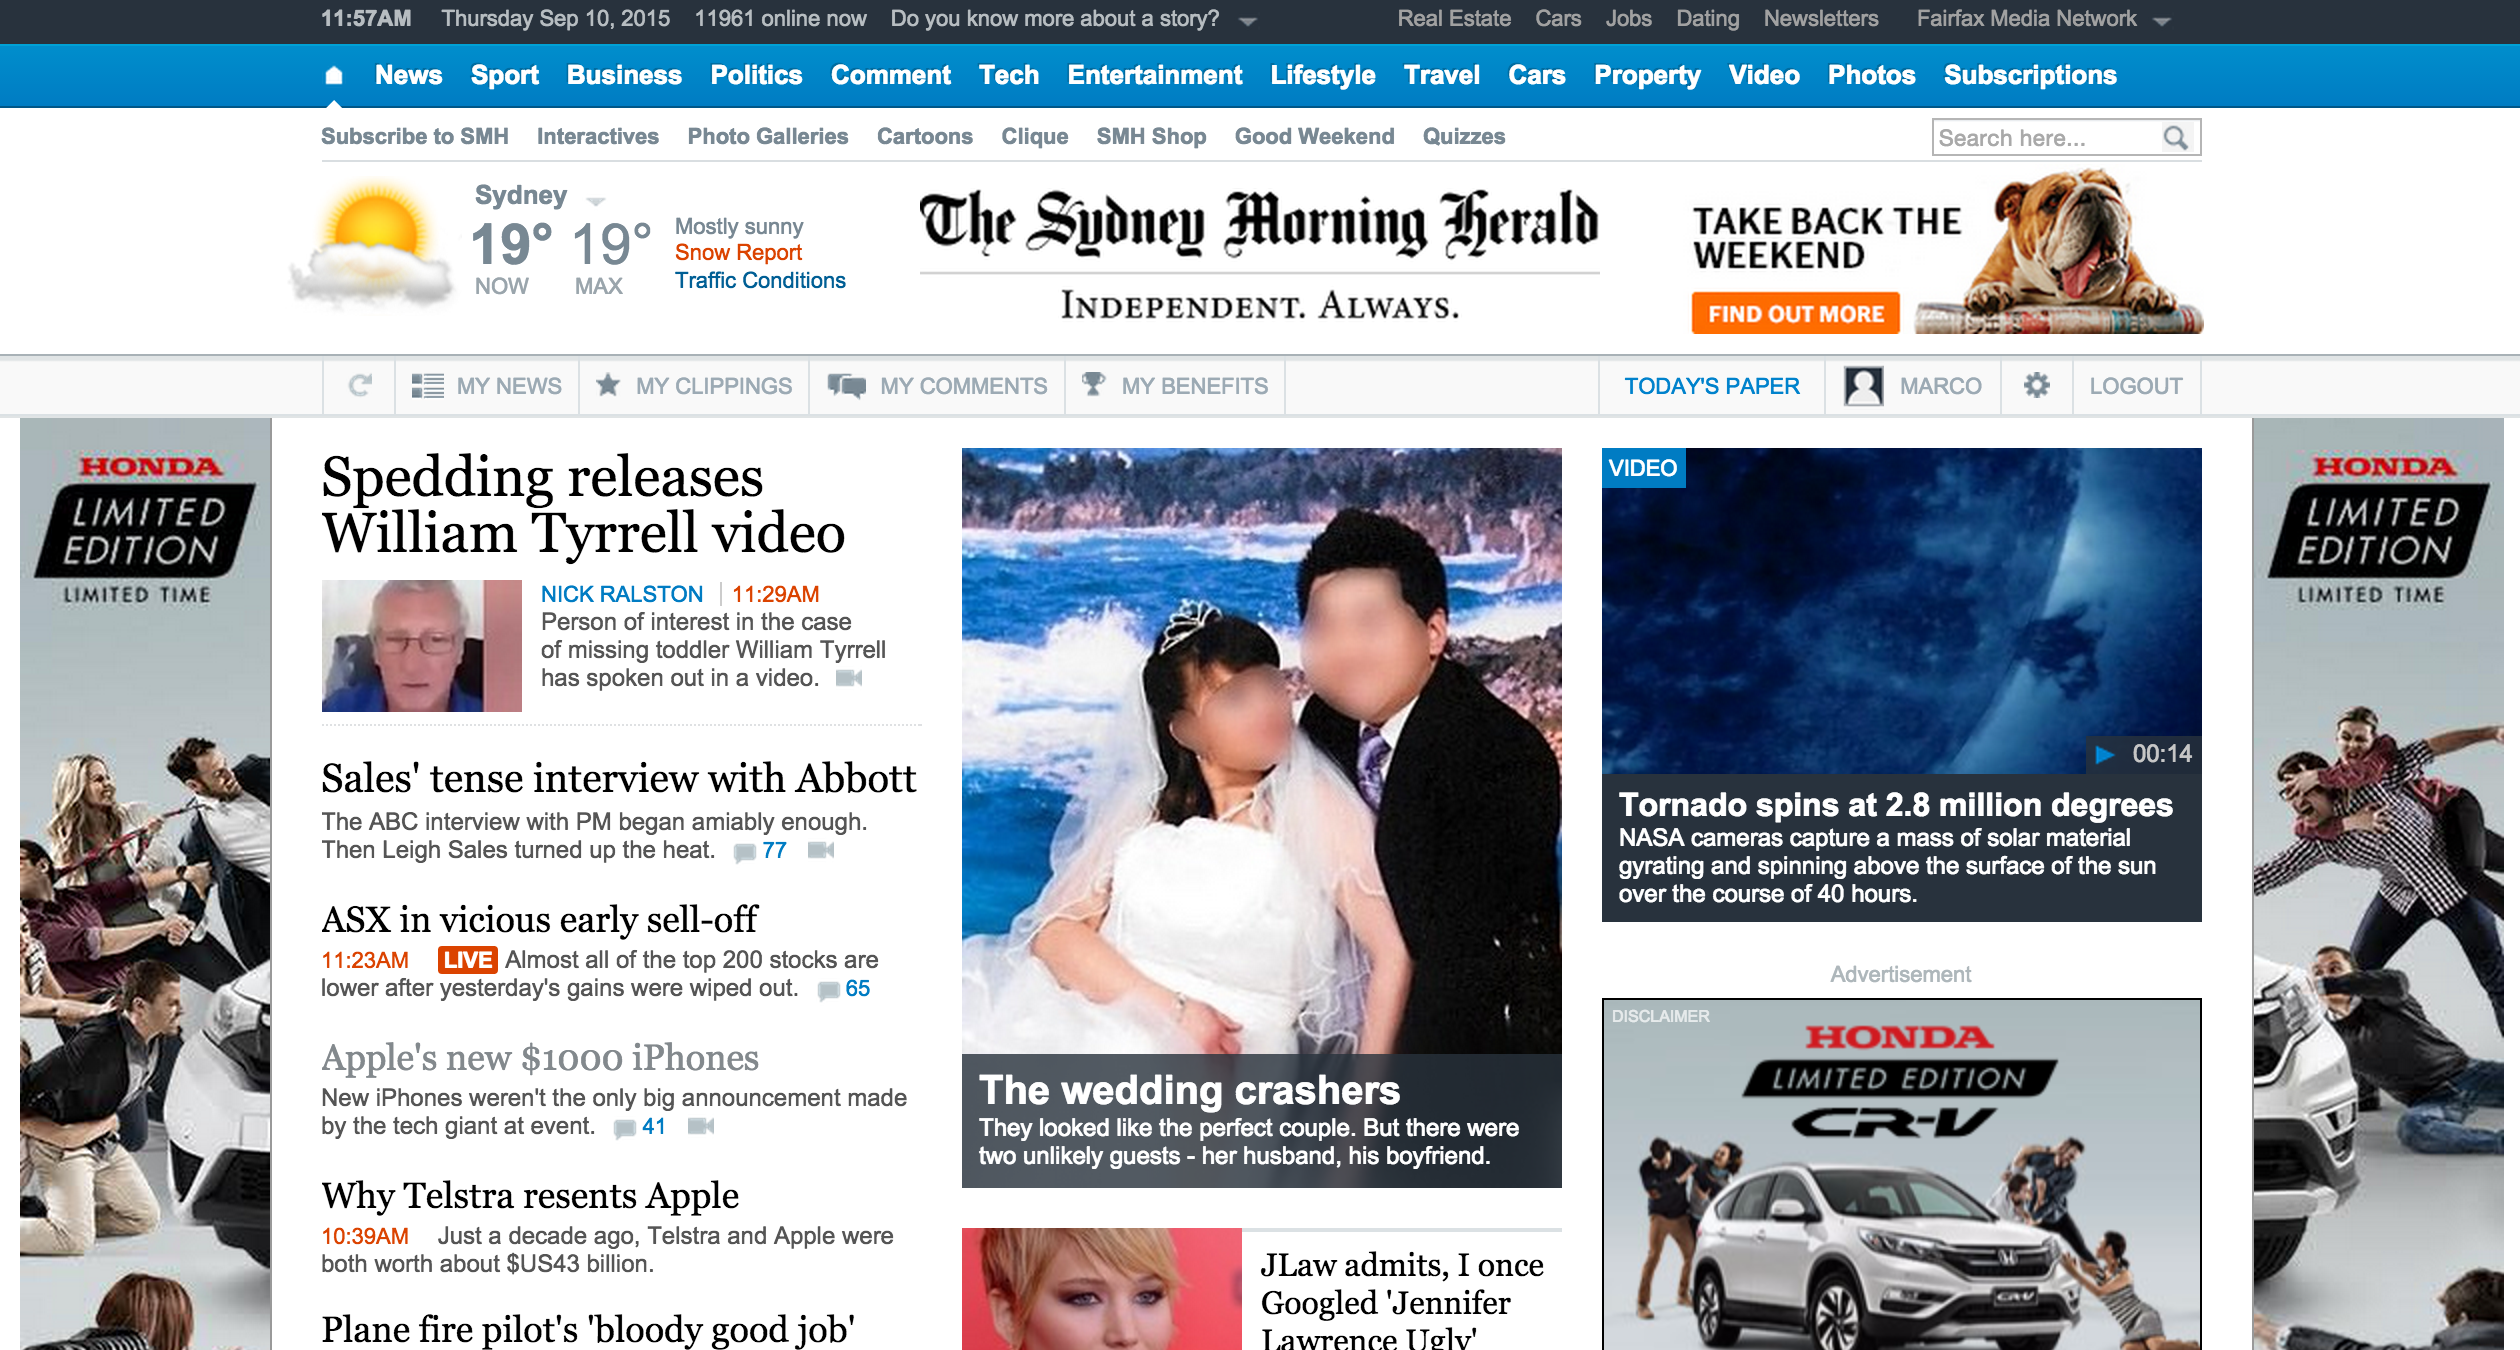 11:57AM Thursday Sep 10, 2015 11961 online now Do you know more about a story? Real Estate Cars Jobs Dating Newsletters Fairfax Media Network
News Sport Business Politics Comment Tech Entertainment Lifestyle Travel Cars Property Video Photos Subscriptions
Subscribe to SMH Interactives Photo Galleries Cartoons Clique SMH Shop Good Weekend Quizzes Search here...
Sydney
19° 19°
NOW MAX
Mostly sunny
Snow Report
Traffic Conditions
The Sydney Morning Herald
INDEPENDENT. ALWAYS.
TAKE BACK THE
WEEKEND
FIND OUT MORE
MY NEWS MY CLIPPINGS MY COMMENTS MY BENEFITS TODAY'S PAPER MARCO LOGOUT
HONDA
LIMITED
EDITION
LIMITED TIME
Spedding releases
William Tyrrell video
NICK RALSTON 11:29AM
Person of interest in the case
of missing toddler William Tyrrell
has spoken out in a video.
Sales' tense interview with Abbott
The ABC interview with PM began amiably enough.
Then Leigh Sales turned up the heat. 77
ASX in vicious early sell-off
11:23AM LIVE Almost all of the top 200 stocks are
lower after yesterday's gains were wiped out. 65
Apple's new $1000 iPhones
New iPhones weren't the only big announcement made
by the tech giant at event. 41
Why Telstra resents Apple
10:39AM Just a decade ago, Telstra and Apple were
both worth about $US43 billion.
Plane fire pilot's 'bloody good job'
The wedding crashers
They looked like the perfect couple. But there were
two unlikely guests - her husband, his boyfriend.
JLaw admits, I once
Googled 'Jennifer
Lawrence Ugly'
VIDEO
00:14
Tornado spins at 2.8 million degrees
NASA cameras capture a mass of solar material
gyrating and spinning above the surface of the sun
over the course of 40 hours.
Advertisement
DISCLAIMER
HONDA
LIMITED EDITION
CR-V
CR-V
HONDA
LIMITED
EDITION
LIMITED TIME